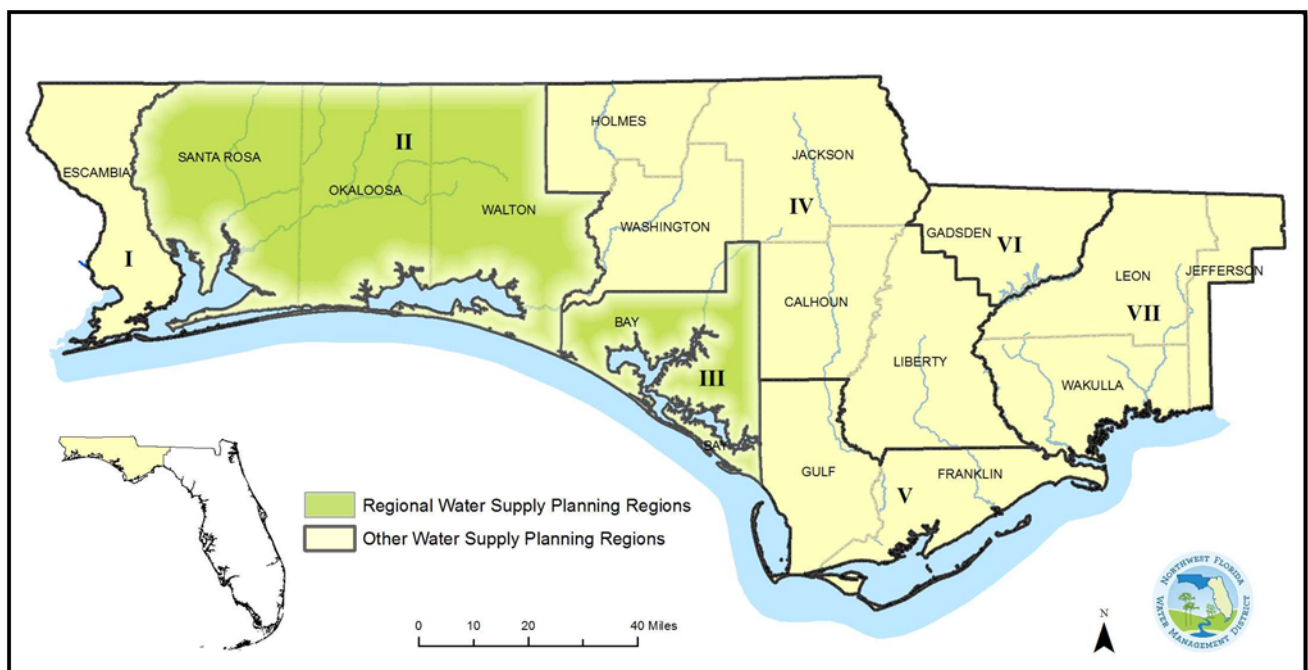 HOLMES
II
SANTA ROSA
JACKSON
ESCAMBIA
OKALOOSA
IV
WALTON
WASHINGTON
GADSDEN
VI
I
LEON
JEFFERSON
CALHOUN
VII
BAY
LIBERTY
III
WAKULLA
BAY
GULF
FRANKLIN
V
Regional Water Supply Planning Regions
Other Water Supply Planning Regions
0 10 20 40 Miles
N
NORTHWEST FLORIDA
WATER MANAGEMENT DISTRICT